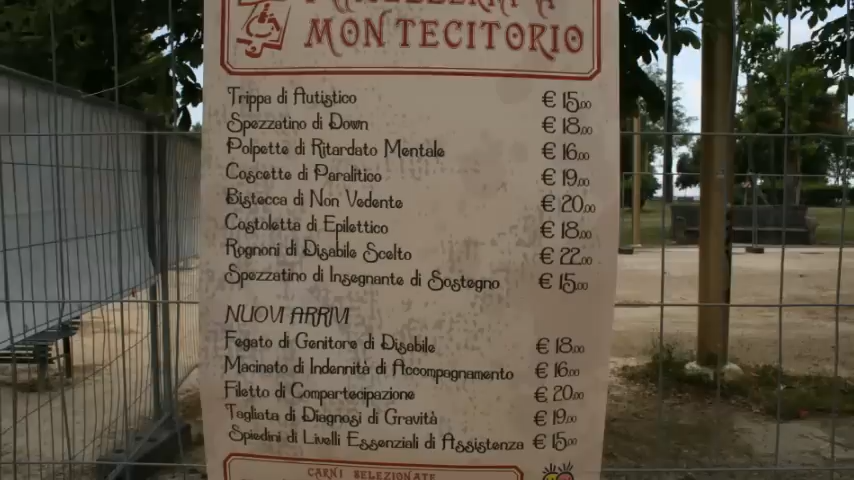 MONTECITORIO
Trippa di Autistico € 15,00
Spezzatino di Down € 18,00
Polpette di Ritardato Mentale € 16,00
Coscette di Paralitico € 19,00
Bistecca di Non Vedente € 20,00
Costoletta di Epilettico € 18,00
Rognoni di Disabile Scelto € 22,00
Spezzatino di Insegnante di Sostegno € 15,00
NUOVI ARRIVI
Fegato di Genitore di Disabile € 18,00
Macinato di Indennità di Accompagnamento € 16,00
Filetto di Compartecipazione € 20,00
Tagliata di Diagnosi di Gravità € 19,00
Spiedini di Livelli Essenziali di Assistenza € 15,00
CARNI SELEZIONATE